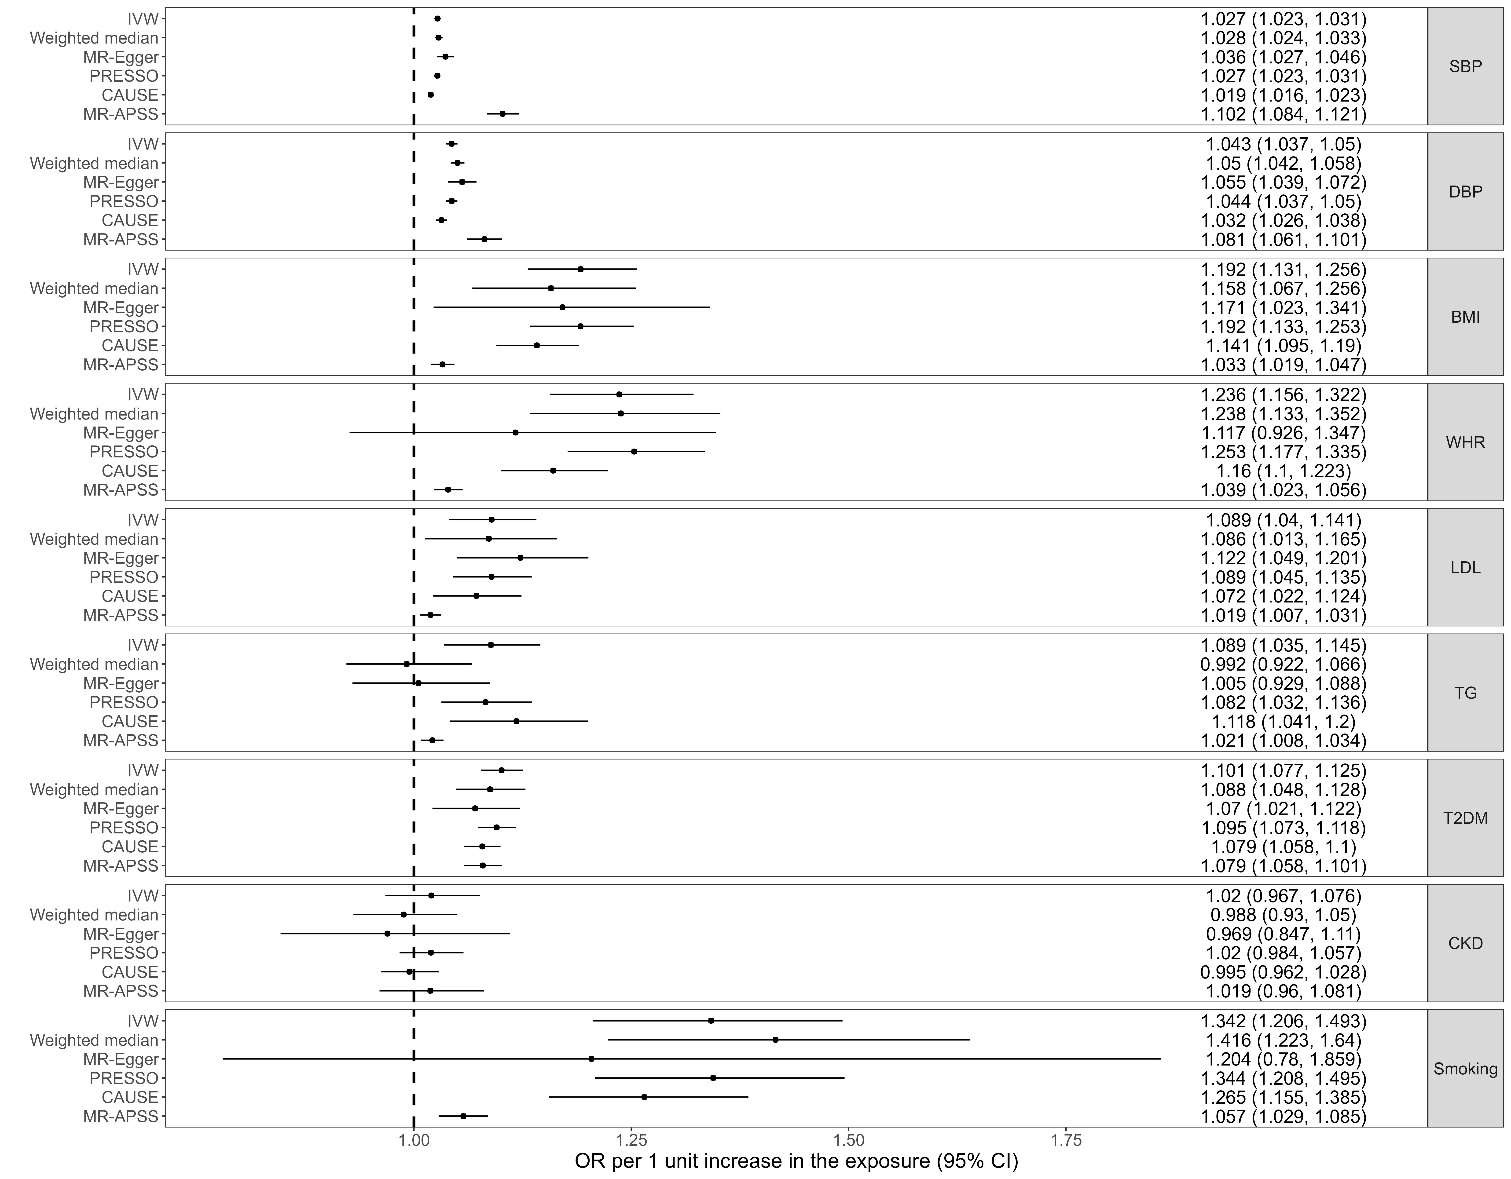 IVW 1.027 (1.023, 1.031)
Weighted median 1.028 (1.024, 1.033)
MR-Egger 1.036 (1.027, 1.046)
PRESSO 1.027 (1.023, 1.031)
CAUSE 1.019 (1.016, 1.023)
MR-APSS 1.102 (1.084, 1.121)
SBP
IVW 1.043 (1.037, 1.05)
Weighted median 1.05 (1.042, 1.058)
MR-Egger 1.055 (1.039, 1.072)
PRESSO 1.044 (1.037, 1.05)
CAUSE 1.032 (1.026, 1.038)
MR-APSS 1.081 (1.061, 1.101)
DBP
IVW 1.192 (1.131, 1.256)
Weighted median 1.158 (1.067, 1.256)
MR-Egger 1.171 (1.023, 1.341)
PRESSO 1.192 (1.133, 1.253)
CAUSE 1.141 (1.095, 1.19)
MR-APSS 1.033 (1.019, 1.047)
BMI
IVW 1.236 (1.156, 1.322)
Weighted median 1.238 (1.133, 1.352)
MR-Egger 1.117 (0.926, 1.347)
PRESSO 1.253 (1.177, 1.335)
CAUSE 1.16 (1.1, 1.223)
MR-APSS 1.039 (1.023, 1.056)
WHR
IVW 1.089 (1.04, 1.141)
Weighted median 1.086 (1.013, 1.165)
MR-Egger 1.122 (1.049, 1.201)
PRESSO 1.089 (1.045, 1.135)
CAUSE 1.072 (1.022, 1.124)
MR-APSS 1.019 (1.007, 1.031)
LDL
IVW 1.089 (1.035, 1.145)
Weighted median 0.992 (0.922, 1.066)
MR-Egger 1.005 (0.929, 1.088)
PRESSO 1.082 (1.032, 1.136)
CAUSE 1.118 (1.041, 1.2)
MR-APSS 1.021 (1.008, 1.034)
TG
IVW 1.101 (1.077, 1.125)
Weighted median 1.088 (1.048, 1.128)
MR-Egger 1.07 (1.021, 1.122)
PRESSO 1.095 (1.073, 1.118)
CAUSE 1.079 (1.058, 1.1)
MR-APSS 1.079 (1.058, 1.101)
T2DM
IVW 1.02 (0.967, 1.076)
Weighted median 0.988 (0.93, 1.05)
MR-Egger 0.969 (0.847, 1.11)
PRESSO 1.02 (0.984, 1.057)
CAUSE 0.995 (0.962, 1.028)
MR-APSS 1.019 (0.96, 1.081)
CKD
IVW 1.342 (1.206, 1.493)
Weighted median 1.416 (1.223, 1.64)
MR-Egger 1.204 (0.78, 1.859)
PRESSO 1.344 (1.208, 1.495)
CAUSE 1.265 (1.155, 1.385)
MR-APSS 1.057 (1.029, 1.085)
Smoking
1.00 1.25 1.50 1.75
OR per 1 unit increase in the exposure (95% CI)